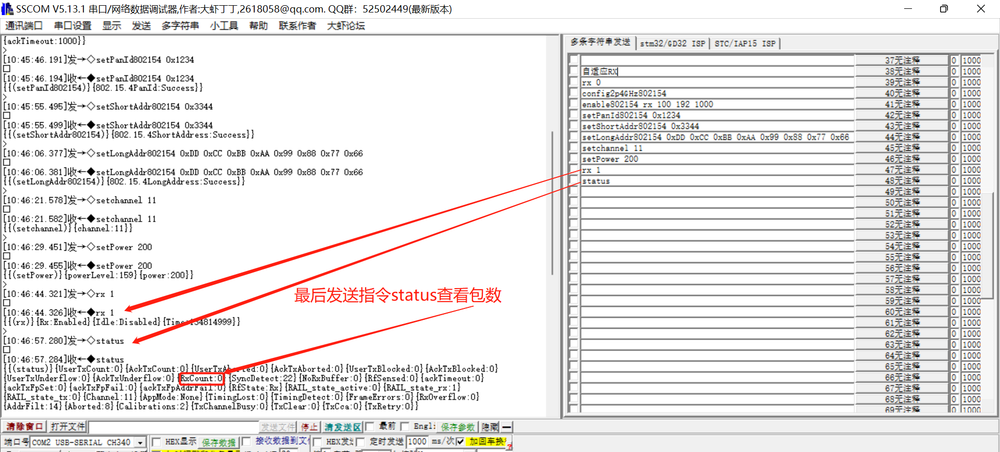 SSCOM V5.13.1 串口/网络数据调试器,作者:大虾丁丁,2618058@qq.com. QQ群: 52502449(最新版本)
通讯端口 串口设置 显示 发送 多字符串 小工具 帮助 联系作者 大虾论坛
{ackTimeout:1000}}
>
[10:45:46.191]发→◇setPanId802154 0x1234
□
[10:45:46.194]收←◆setPanId802154 0x1234
{{(setPanId802154)}{802.15.4PanId:Success}}
>
[10:45:55.495]发→◇setShortAddr802154 0x3344
□
[10:45:55.499]收←◆setShortAddr802154 0x3344
{{(setShortAddr802154)}{802.15.4ShortAddress:Success}}
>
[10:46:06.377]发→◇setLongAddr802154 0xDD 0xCC 0xBB 0xAA 0x99 0x88 0x77 0x66
□
[10:46:06.381]收←◆setLongAddr802154 0xDD 0xCC 0xBB 0xAA 0x99 0x88 0x77 0x66
{{(setLongAddr802154)}{802.15.4LongAddress:Success}}
>
[10:46:21.578]发→◇setchannel 11
□
[10:46:21.582]收←◆setchannel 11
{{(setchannel)}{channel:11}}
>
[10:46:29.451]发→◇setPower 200
□
[10:46:29.455]收←◆setPower 200
{{(setPower)}{powerLevel:159}{power:200}}
>
[10:46:44.321]发→◇rx 1
□
[10:46:44.326]收←◆rx 1
{{(rx)}{Rx:Enabled}{Idle:Disabled}{Time:134814999}}
>
[10:46:57.280]发→◇status
□
[10:46:57.284]收←◆status
{{(status)}{UserTxCount:0}{AckTxCount:0}{UserTxAborted:0}{AckTxAborted:0}{UserTxBlocked:0}{AckTxBlocked:0}
{UserTxUnderflow:0}{AckTxUnderflow:0}{RxCount:0}{SyncDetect:22}{NoRxBuffer:0}{RfSensed:0}{ackTimeout:0}
{ackTxFpSet:0}{ackTxFpFail:0}{ackTxFpAddrFail:0}{RfState:Rx}{RAIL_state_active:0}{RAIL_state_rx:1}
{RAIL_state_tx:0}{Channel:11}{AppMode:None}{TimingLost:0}{TimingDetect:0}{FrameErrors:0}{RxOverflow:0}
{AddrFilt:14}{Aborted:8}{Calibrations:2}{TxChannelBusy:0}{TxClear:0}{TxCca:0}{TxRetry:0}}
最后发送指令status查看包数
多条字符串发送 stm32/GD32 ISP STC/IAP15 ISP
37无注释 0 1000
自适应RX 38无注释 0 1000
rx 0 39无注释 0 1000
config2p4GHz802154 40无注释 0 1000
enable802154 rx 100 192 1000 41无注释 0 1000
setPanId802154 0x1234 42无注释 0 1000
setShortAddr802154 0x3344 43无注释 0 1000
setLongAddr802154 0xDD 0xCC 0xBB 0xAA 0x99 0x88 0x77 0x66 44无注释 0 1000
setchannel 11 45无注释 0 1000
setPower 200 46无注释 0 1000
rx 1 47无注释 0 1000
status 48无注释 0 1000
49无注释 0 1000
50无注释 0 1000
51无注释 0 1000
52无注释 0 1000
53无注释 0 1000
54无注释 0 1000
55无注释 0 1000
56无注释 0 1000
57无注释 0 1000
58无注释 0 1000
59无注释 0 1000
60无注释 0 1000
61无注释 0 1000
62无注释 0 1000
63无注释 0 1000
64无注释 0 1000
65无注释 0 1000
66无注释 0 1000
67无注释 0 1000
68无注释 0 1000
69无注释 0 1000
清除窗口 打开文件 发送文件 停止 清发送区 最前 Engli 保存参数 隐藏
端口号 COM2 USB-SERIAL CH340 HEX显示 保存数据 接收数据到文 HEX发 定时发送 1000 ms/次 加回车换